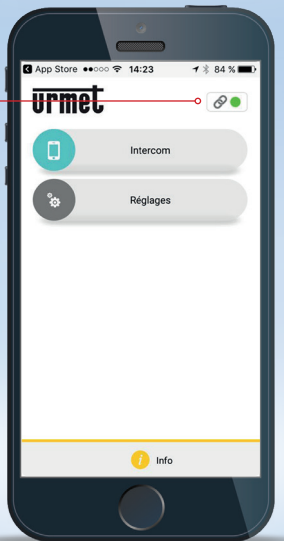 App Store 14:23 84 %
urmet
Intercom
Réglages
i Info